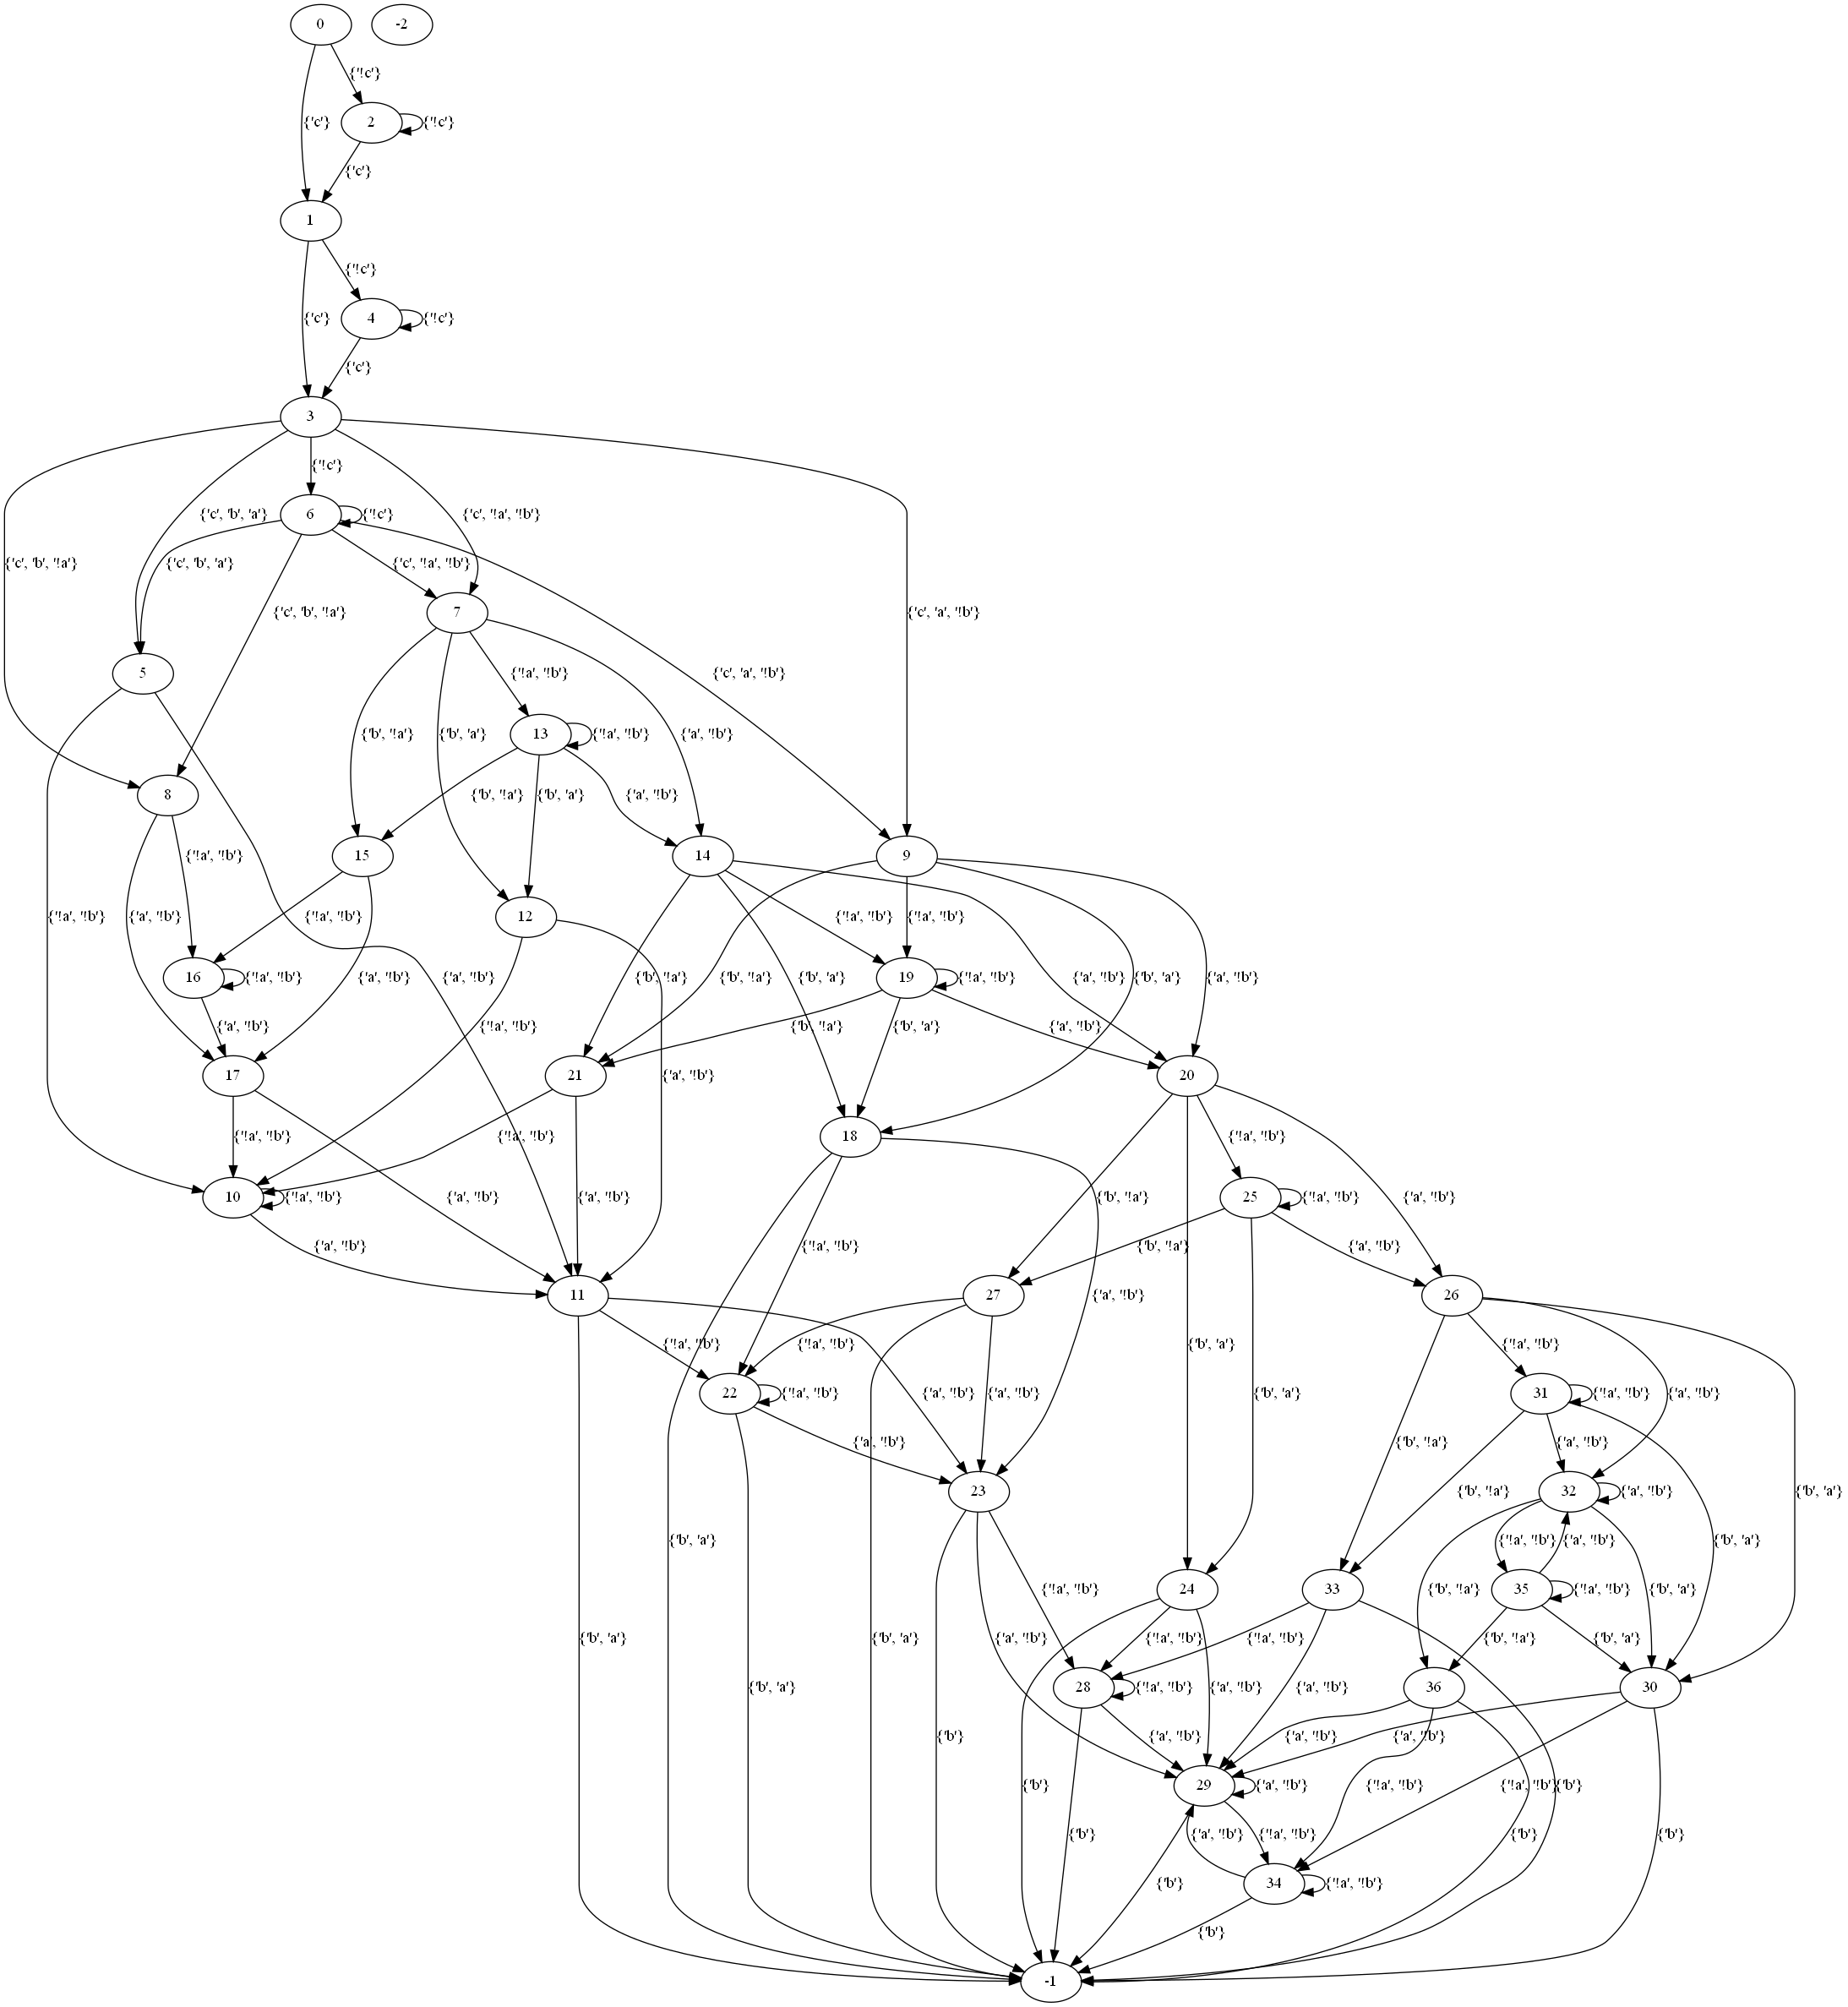 0 -2
{'!c'}
2
{'c'} {'!c'}
{'c'}
1
{'!c'}
4
{'c'} {'!c'}
{'c'}
3
{'!c'}
6
{'c', 'b', 'a'} {'!c'} {'c', '!a', '!b'}
{'c', 'b', '!a'} {'c', 'b', 'a'} {'c', '!a', '!b'}
{'c', 'b', '!a'} 7 {'c', 'a', '!b'}
5 {'c', 'a', '!b'}
{'!a', '!b'}
{'b', '!a'} {'b', 'a'} 13 {'!a', '!b'} {'a', '!b'}
8 {'b', '!a'} {'b', 'a'} {'a', '!b'}
{'!a', '!b'} 15 14 9
{'!a', '!b'} {'a', '!b'} {'!a', '!b'} 12 {'!a', '!b'} {'!a', '!b'}
16 {'!a', '!b'} {'a', '!b'} {'a', '!b'} {'b', '!a'} {'b', '!a'} {'b', 'a'} 19 {'!a', '!b'} {'a', '!b'} {'b', 'a'} {'a', '!b'}
{'a', '!b'} {'!a', '!b'} {'b', '!a'} {'b', 'a'} {'a', '!b'}
17 {'a', '!b'} 21 20
{'!a', '!b'} {'!a', '!b'} 18 {'!a', '!b'}
10 {'!a', '!b'} {'a', '!b'} {'a', '!b'} {'b', '!a'} 25 {'!a', '!b'} {'a', '!b'}
{'a', '!b'} {'!a', '!b'} {'b', '!a'} {'a', '!b'}
11 27 {'a', '!b'} 26
{'!a', '!b'} {'!a', '!b'} {'b', 'a'} {'!a', '!b'}
22 {'!a', '!b'} {'a', '!b'} {'a', '!b'} {'b', 'a'} 31 {'!a', '!b'} {'a', '!b'}
{'a', '!b'} {'b', '!a'} {'a', '!b'}
23 {'b', '!a'} 32 {'a', '!b'} {'b', 'a'}
{'b', 'a'} {'!a', '!b'} {'!a', '!b'} {'a', '!b'} {'b', 'a'}
24 33 {'b', '!a'} 35 {'!a', '!b'} {'b', 'a'}
{'b', 'a'} {'b', 'a'} {'a', '!b'} {'!a', '!b'} {'!a', '!b'} {'b', '!a'} {'b', 'a'}
{'b', 'a'} 28 {'!a', '!b'} {'a', '!b'} {'a', '!b'} 36 30
{'b'} {'a', '!b'} {'a', '!b'} {'a', '!b'}
{'b'} 29 {'a', '!b'} {'!a', '!b'} {'!a', '!b'} {'b'}
{'b'} {'a', '!b'} {'!a', '!b'} {'b'} {'b'}
{'b'} 34 {'!a', '!b'}
{'b'}
-1